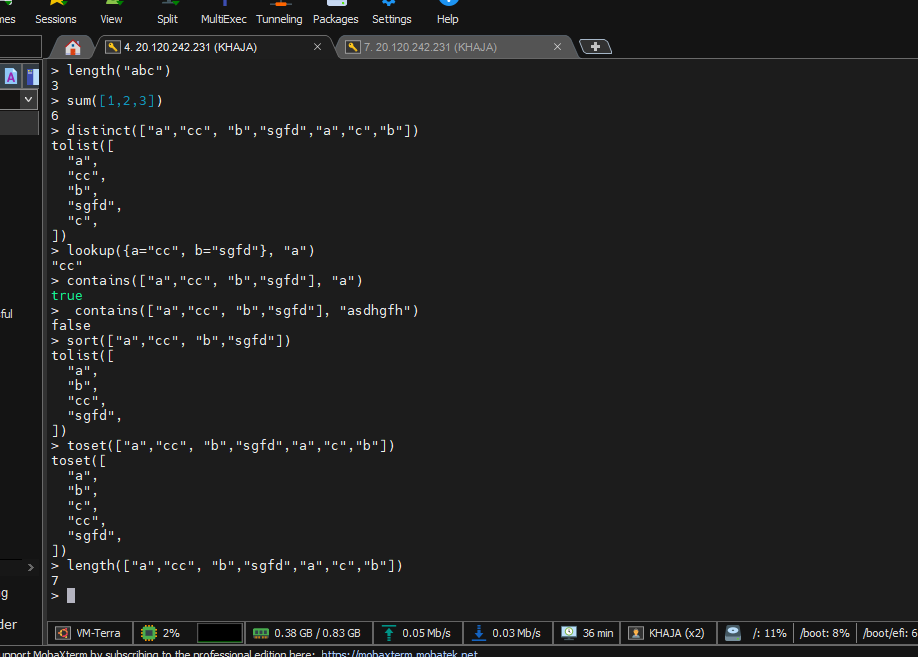 Sessions View Split MultiExec Tunneling Packages Settings Help
4. 20.120.242.231 (KHAJA) 7. 20.120.242.231 (KHAJA)
> length("abc")
3
> sum([1,2,3])
6
> distinct(["a","cc", "b","sgfd","a","c","b"])
tolist([
"a",
"cc",
"b",
"sgfd",
"c",
])
> lookup({a="cc", b="sgfd"}, "a")
"cc"
> contains(["a","cc", "b","sgfd"], "a")
true
>  contains(["a","cc", "b","sgfd"], "asdhgfh")
false
> sort(["a","cc", "b","sgfd"])
tolist([
"a",
"b",
"cc",
"sgfd",
])
> toset(["a","cc", "b","sgfd","a","c","b"])
toset([
"a",
"b",
"c",
"cc",
"sgfd",
])
> length(["a","cc", "b","sgfd","a","c","b"])
7
>
VM-Terra 2% 0.38 GB / 0.83 GB 0.05 Mb/s 0.03 Mb/s 36 min KHAJA (x2) /: 11% /boot: 8% /boot/efi: 6
MobaXterm by subscribing to the professional edition here: https://mobaxterm.mobatek.net